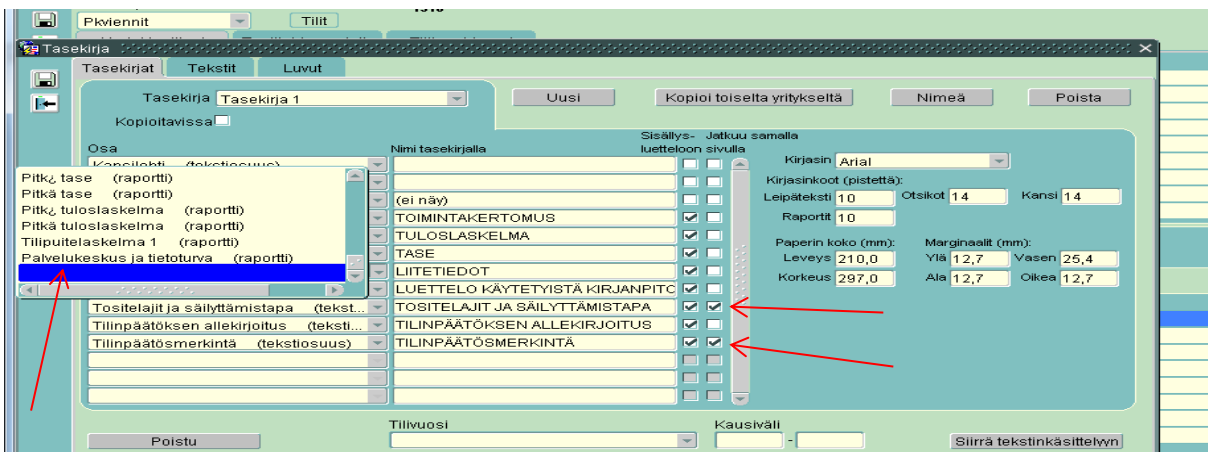 Pkviennit Tilit
Tasekirja
Tasekirjat Tekstit Luvut
Tasekirja Tasekirja 1 Uusi Kopioi toiselta yritykseltä Nimeä Poista
Kopioitavissa
Osa Nimi tasekirjalla Sisällys- luetteloon Jatkuu samalla sivulla
Kansilehti (tekstiosuus)
Pitk¿ tase (raportti)
Pitkä tase (raportti)
Pitk¿ tuloslaskelma (raportti)
Pitkä tuloslaskelma (raportti)
Tilipuitelaskelma 1 (raportti)
Palvelukeskus ja tietoturva (raportti)
(ei näy)
TOIMINTAKERTOMUS
TULOSLASKELMA
TASE
LIITETIEDOT
LUETTELO KÄYTETYISTÄ KIRJANPITO
Tositelajit ja säilyttämistapa (tekst... TOSITELAJIT JA SÄILYTTÄMISTAPA
Tilinpäätöksen allekirjoitus (teksti... TILINPÄÄTÖKSEN ALLEKIRJOITUS
Tilinpäätösmerkintä (tekstiosuus) TILINPÄÄTÖSMERKINTÄ
Kirjasin Arial
Kirjasinkoot (pistettä):
Leipäteksti 10 Otsikot 14 Kansi 14
Raportit 10
Paperin koko (mm): Marginaalit (mm):
Leveys 210,0 Ylä 12,7 Vasen 25,4
Korkeus 297,0 Ala 12,7 Oikea 12,7
Tilivuosi Kausiväli
Poistu - Siirrä tekstinkäsittelyyn